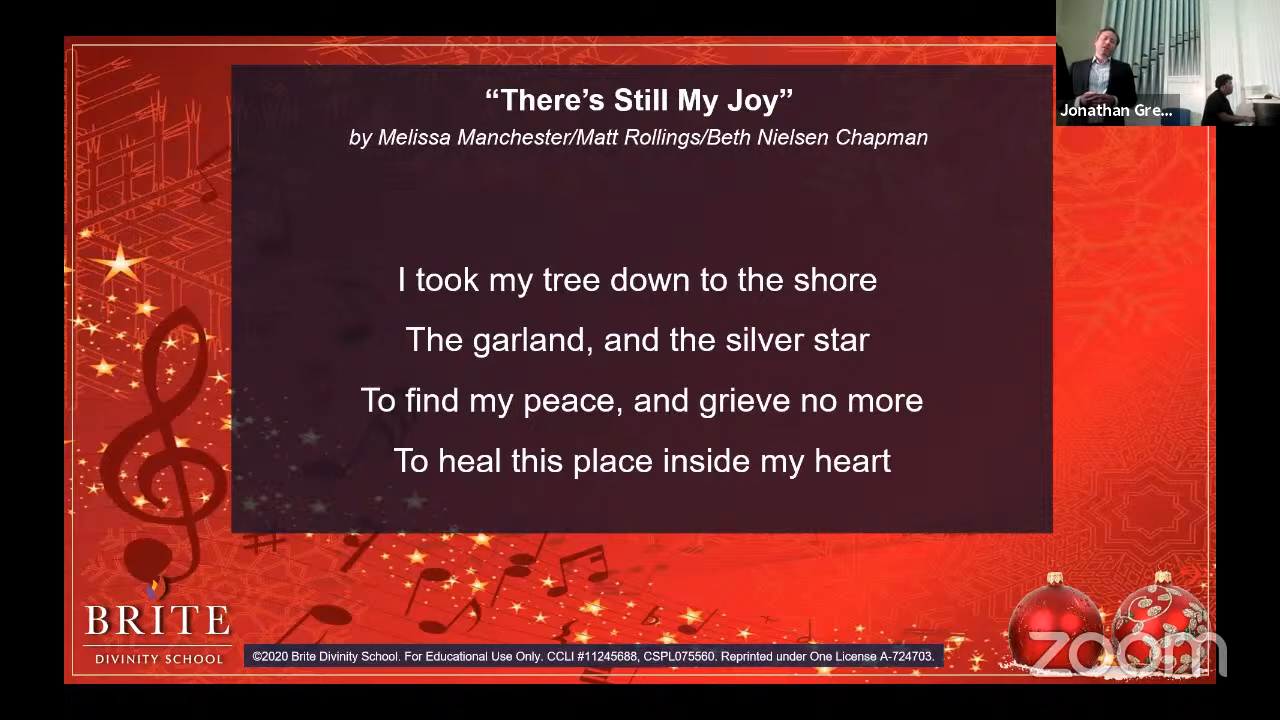 “There’s Still My Joy”
by Melissa Manchester/Matt Rollings/Beth Nielsen Chapman
Jonathan Gre...
I took my tree down to the shore
The garland, and the silver star
To find my peace, and grieve no more
To heal this place inside my heart
BRITE
DIVINITY SCHOOL
©2020 Brite Divinity School. For Educational Use Only. CCLI #11245688, CSPL075560. Reprinted under One License A-724703.
zoom